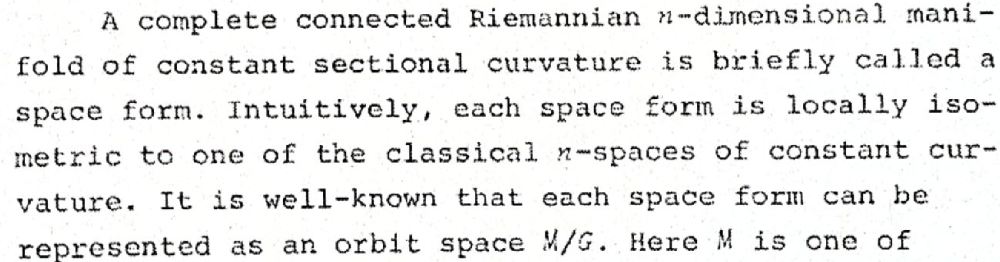 A complete connected Riemannian n-dimensional mani-
fold of constant sectional curvature is briefly called a
space form. Intuitively, each space form is locally iso-
metric to one of the classical n-spaces of constant cur-
vature. It is well-known that each space form can be
represented as an orbit space M/G. Here M is one of